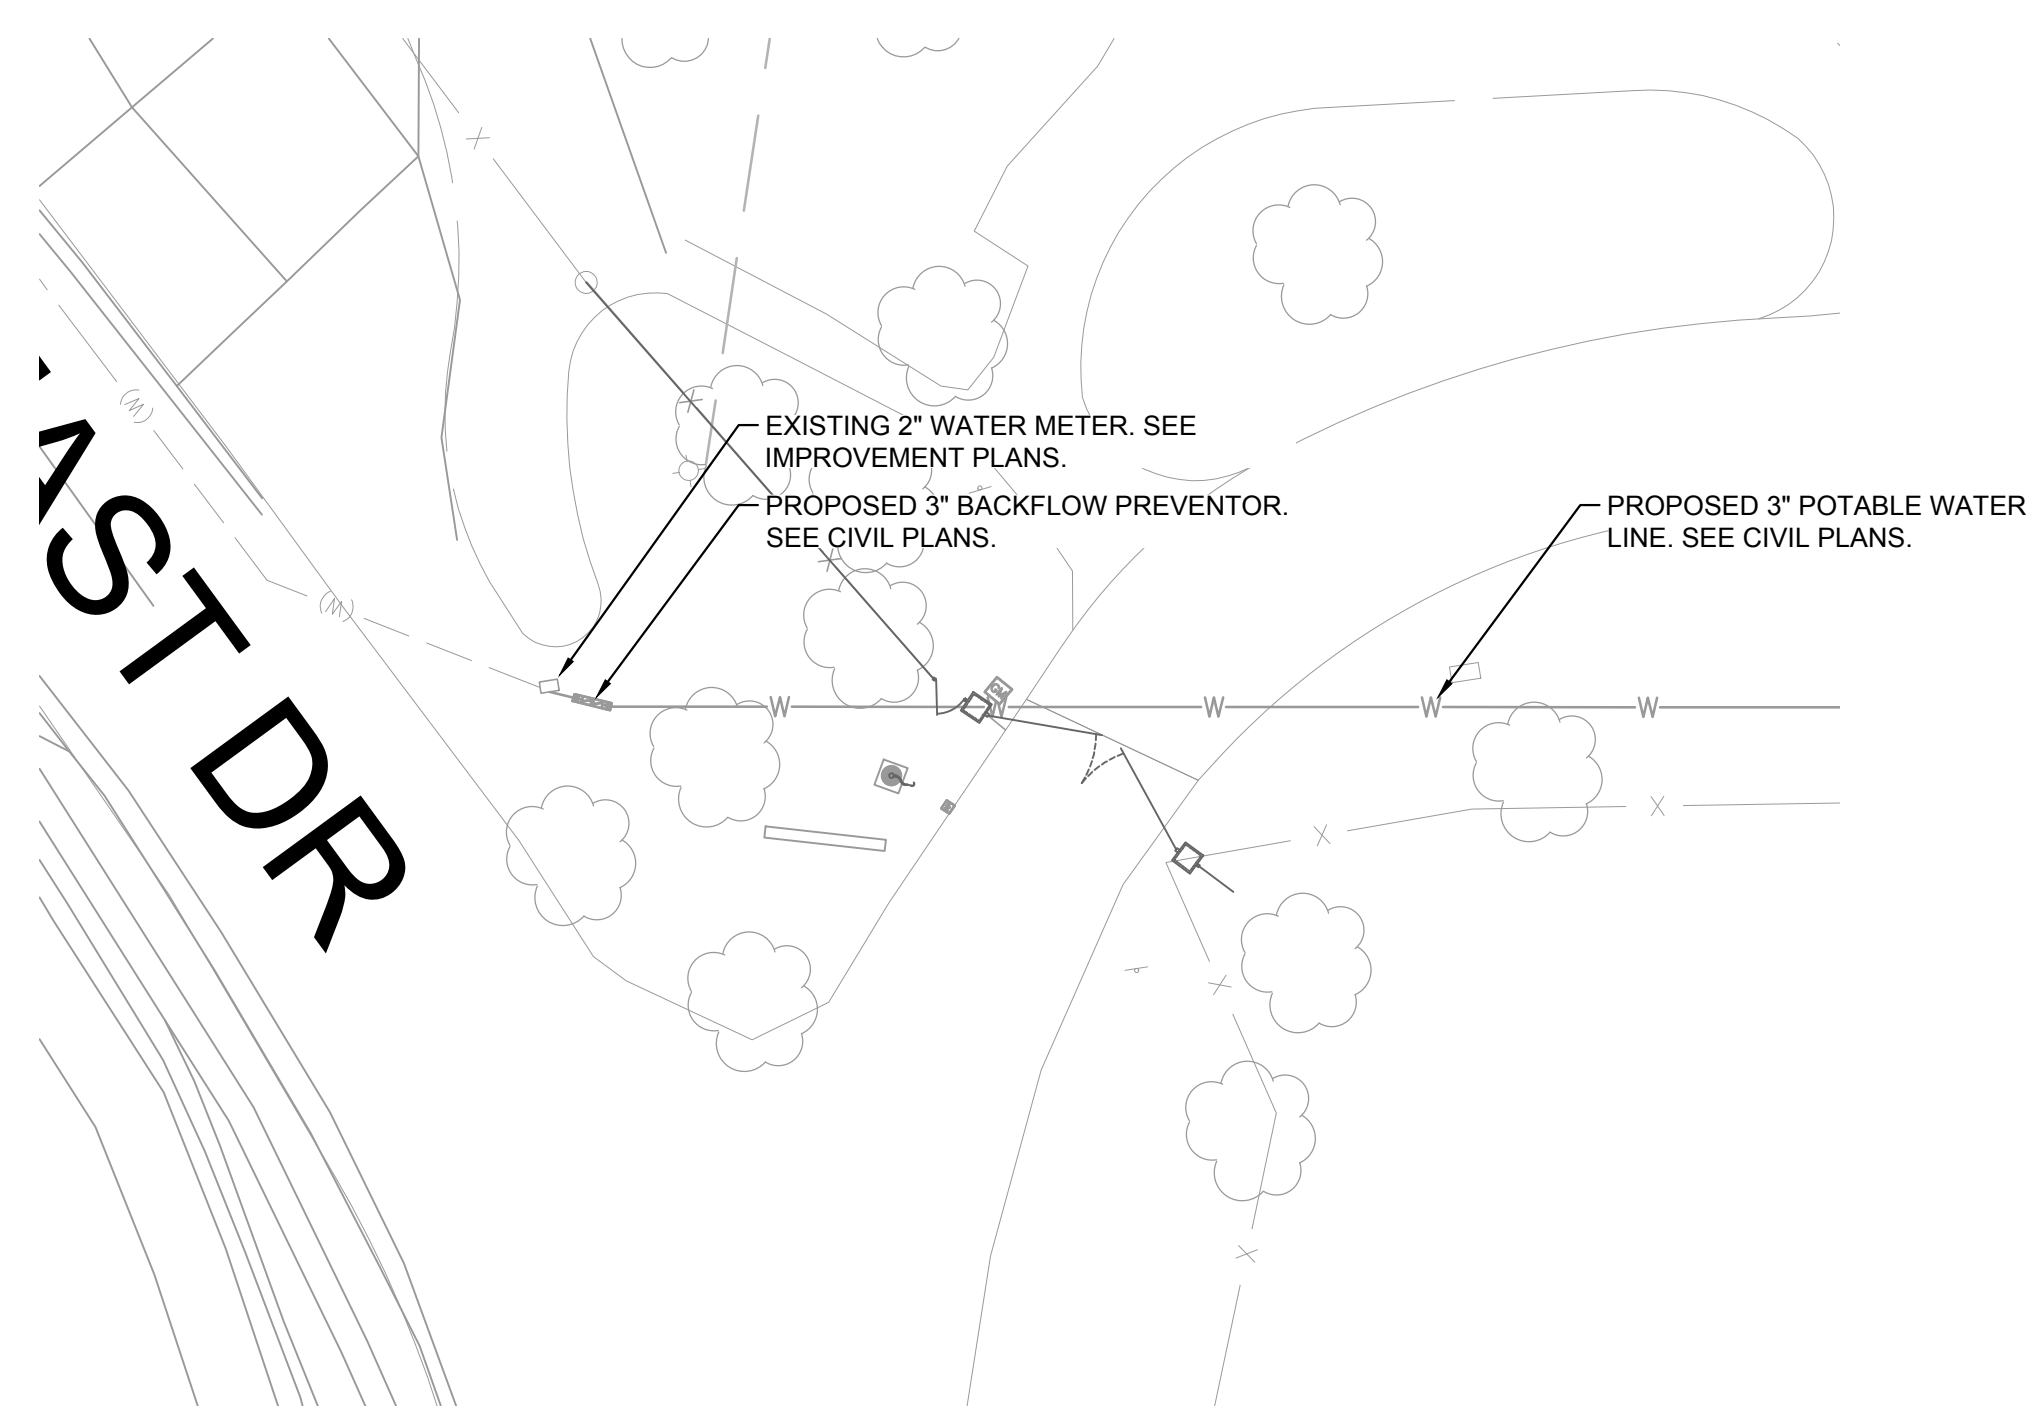 EXISTING 2" WATER METER. SEE
IMPROVEMENT PLANS.
PROPOSED 3" BACKFLOW PREVENTOR.
SEE CIVIL PLANS.
PROPOSED 3" POTABLE WATER
LINE. SEE CIVIL PLANS.
AST DR
(W)
(W)
W
GM
W
W
W
W
X
X
X
X
X
X
X